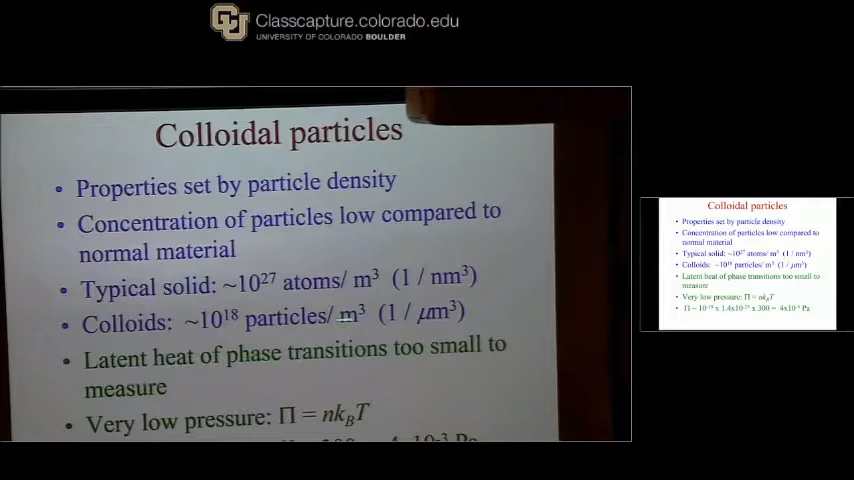 Classcapture.colorado.edu
UNIVERSITY OF COLORADO BOULDER
Colloidal particles
• Properties set by particle density
• Concentration of particles low compared to
normal material
• Typical solid: ~10²⁷ atoms/ m³ (1 / nm³)
• Colloids: ~10¹⁸ particles/ m³ (1 / μm³)
• Latent heat of phase transitions too small to
measure
• Very low pressure: Π = nk_BT
Colloidal particles
• Properties set by particle density
• Concentration of particles low compared to
normal material
• Typical solid: ~10²⁷ atoms/ m³ (1 / nm³)
• Colloids: ~10¹⁸ particles/ m³ (1 / μm³)
• Latent heat of phase transitions too small to
measure
• Very low pressure: Π = nk_BT